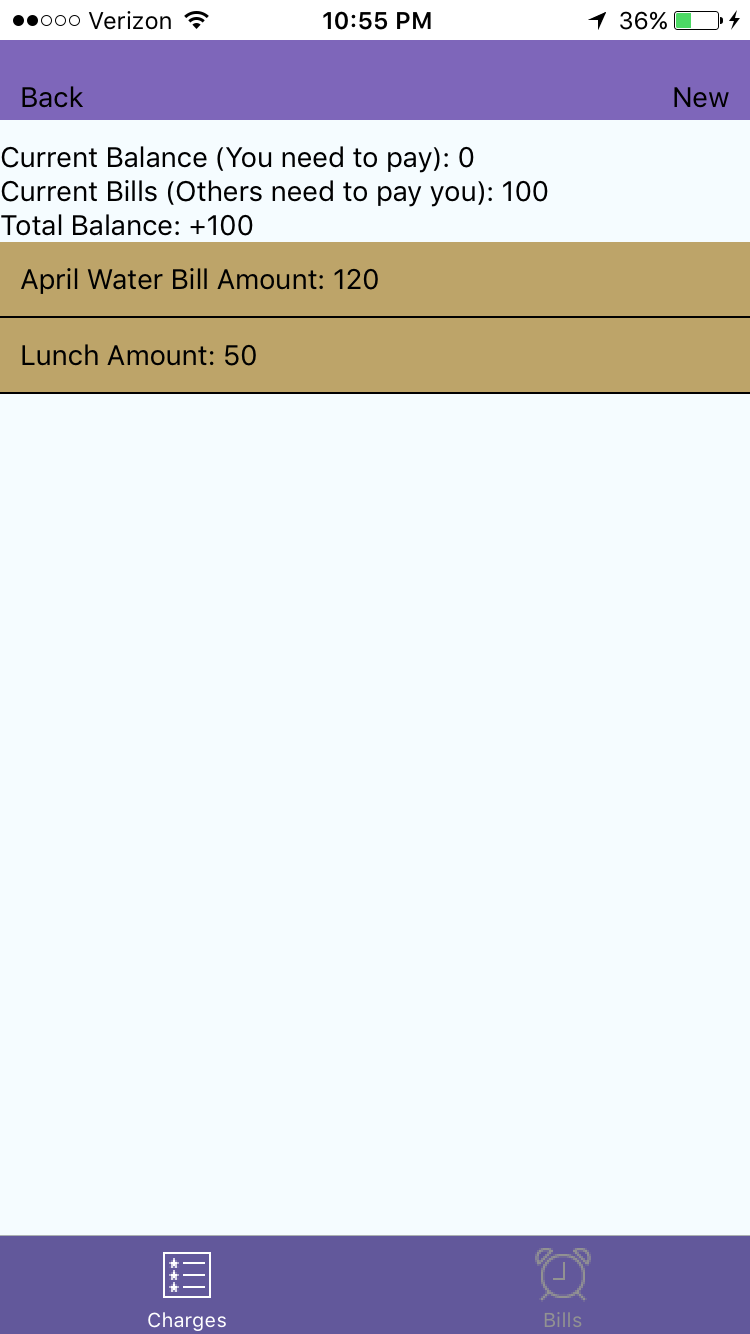 Verizon 10:55 PM 36%
Back New
Current Balance (You need to pay): 0
Current Bills (Others need to pay you): 100
Total Balance: +100
April Water Bill Amount: 120
Lunch Amount: 50
Charges Bills